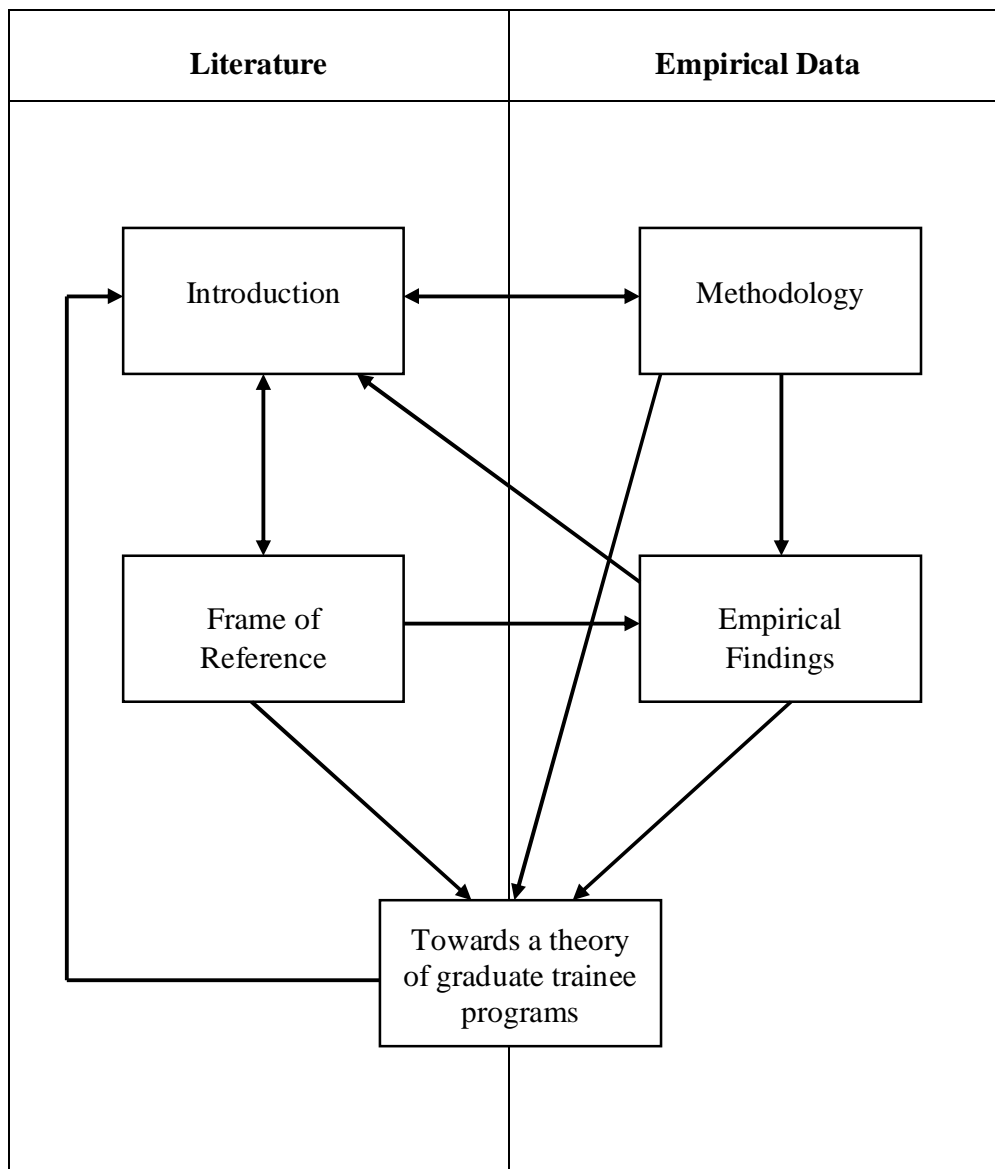 Literature
Empirical Data
Introduction
Methodology
Frame of
Reference
Empirical
Findings
Towards a theory
of graduate trainee
programs